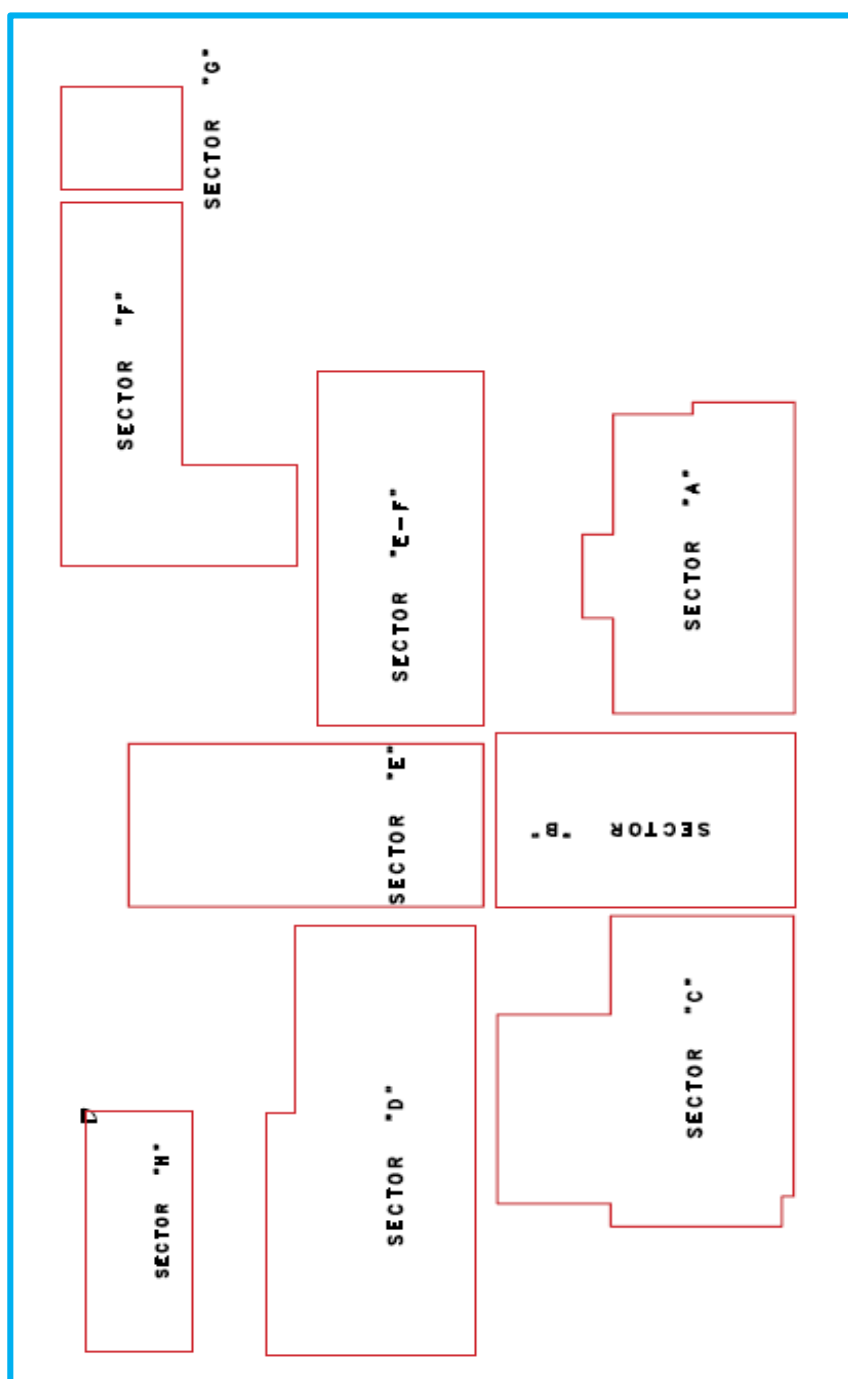 SECTOR "G"
SECTOR "F"
SECTOR "E-F"
SECTOR "A"
SECTOR "E"
SECTOR "B"
SECTOR "C"
SECTOR "D"
SECTOR "H"